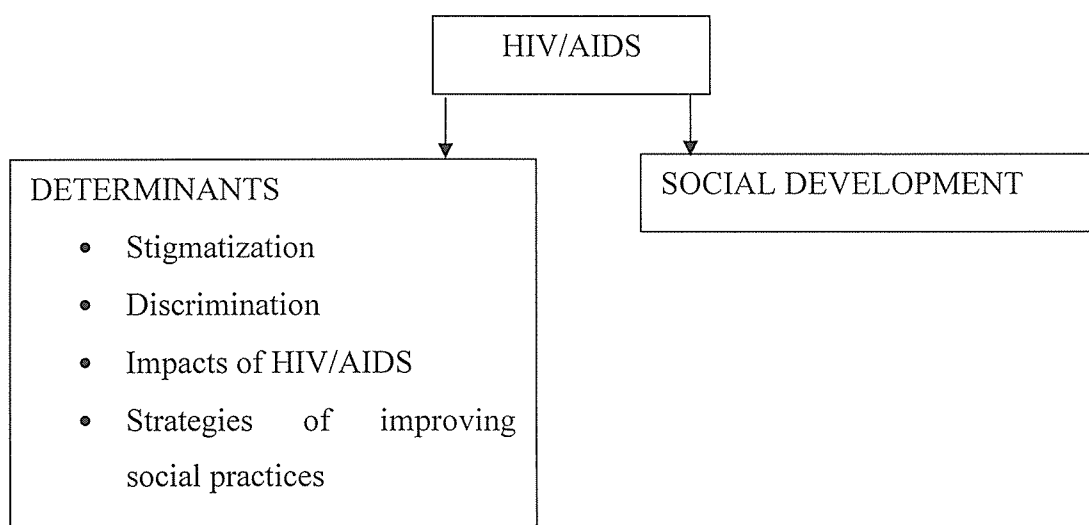 HIV/AIDS
DETERMINANTS
• Stigmatization
• Discrimination
• Impacts of HIV/AIDS
• Strategies of improving
social practices
SOCIAL DEVELOPMENT